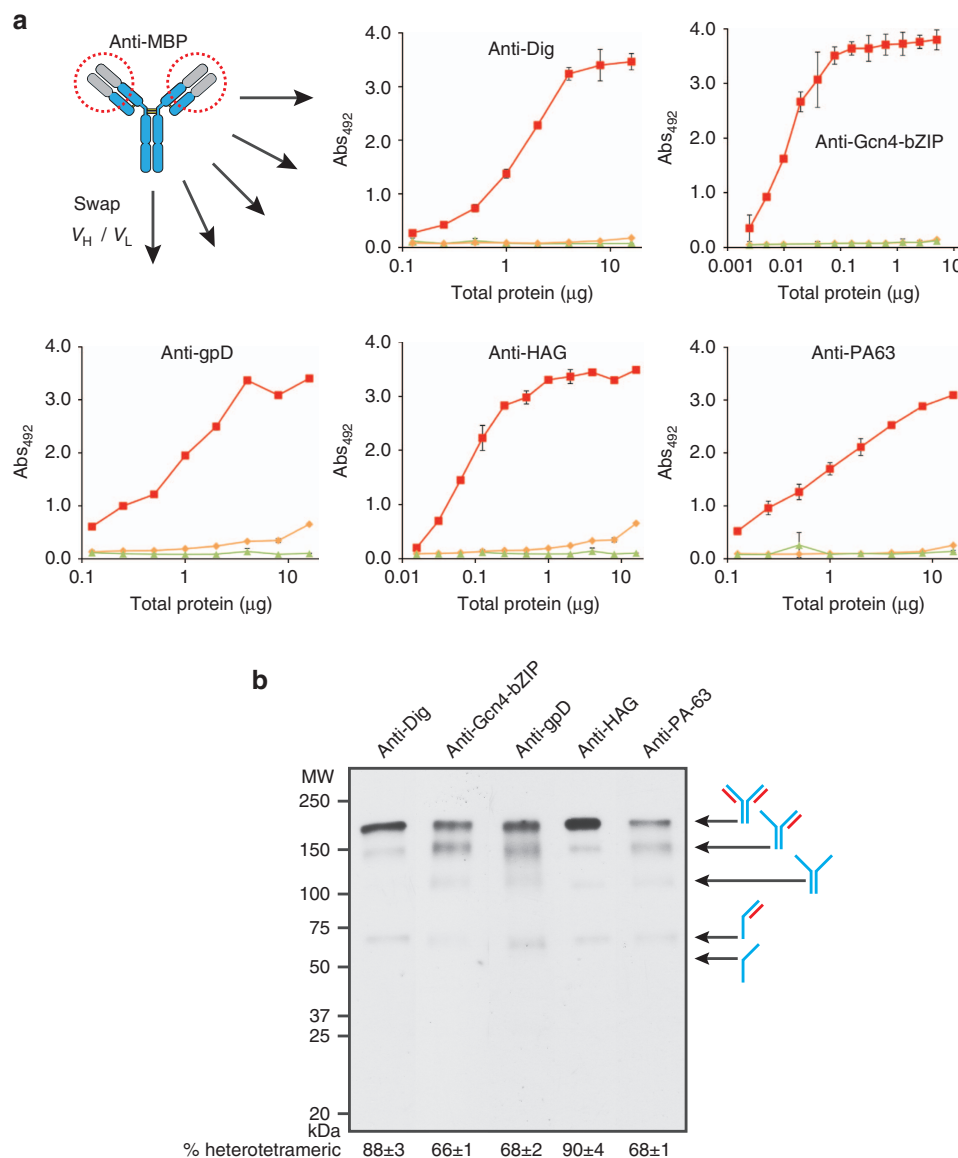 a
Anti-MBP
Swap
V_H / V_L
Anti-Dig
Abs492
4.0
3.0
2.0
1.0
0.0
0.1
1
10
Total protein (µg)
Anti-Gcn4-bZIP
Abs492
4.0
3.0
2.0
1.0
0.0
0.001
0.01
0.1
1
10
Total protein (µg)
Anti-gpD
Abs492
4.0
3.0
2.0
1.0
0.0
0.1
1
10
Total protein (µg)
Anti-HAG
Abs492
4.0
3.0
2.0
1.0
0.0
0.01
0.1
1
10
Total protein (µg)
Anti-PA63
Abs492
4.0
3.0
2.0
1.0
0.0
0.1
1
10
Total protein (µg)
b
Anti-Dig
Anti-Gcn4-bZIP
Anti-gpD
Anti-HAG
Anti-PA-63
MW
250
150
100
75
50
37
25
20
kDa
% heterotetrameric 88±3 66±1 68±2 90±4 68±1